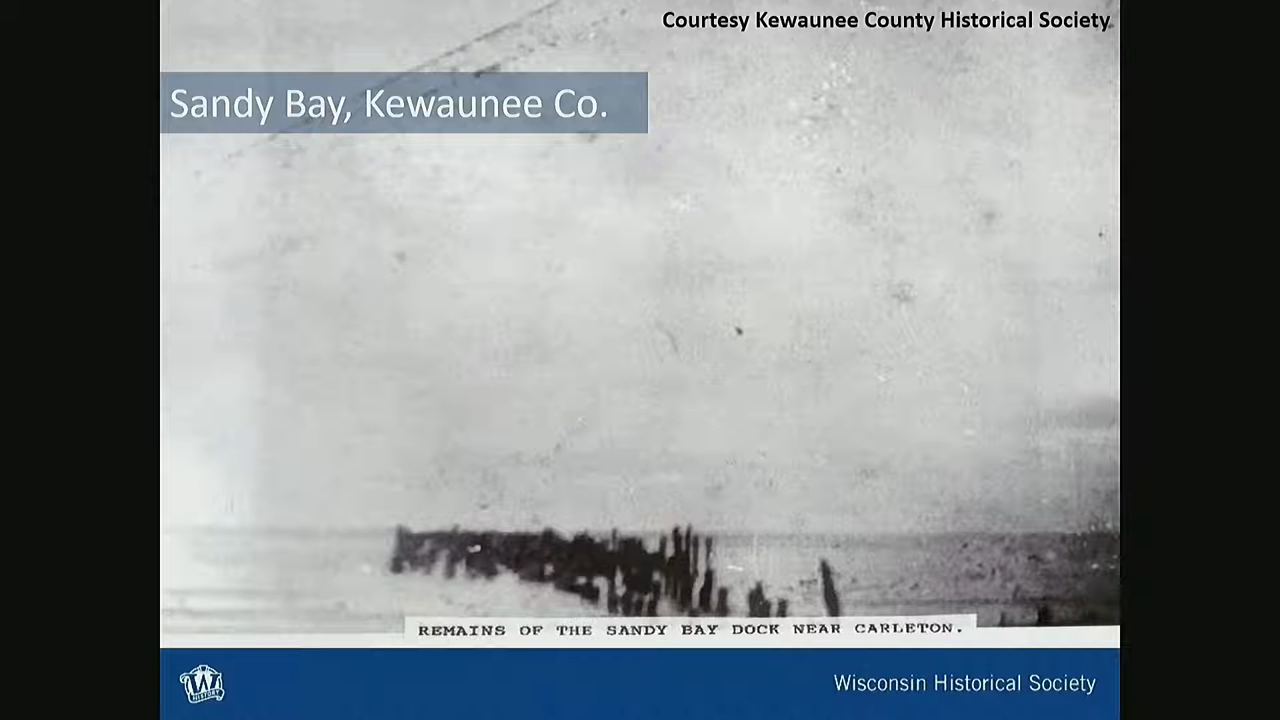 Courtesy Kewaunee County Historical Society
Sandy Bay, Kewaunee Co.
REMAINS OF THE SANDY BAY DOCK NEAR CARLETON.
W
HISTORY
Wisconsin Historical Society